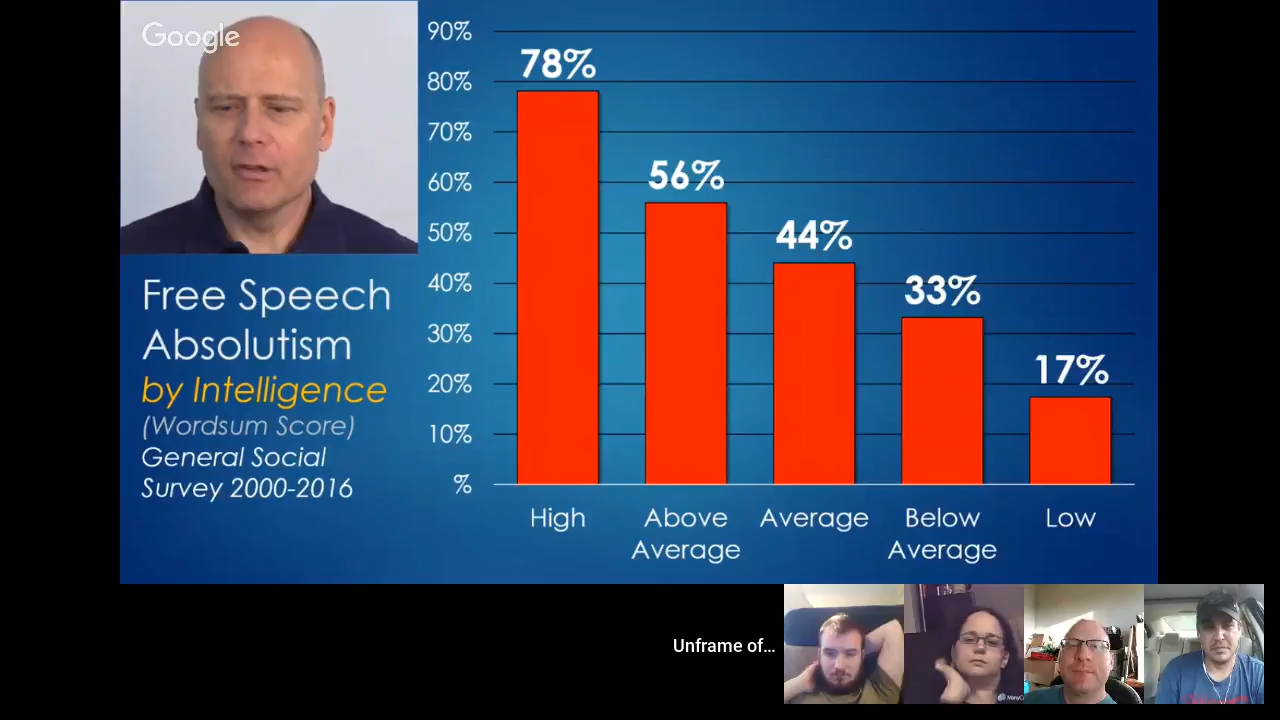 Google
Free Speech
Absolutism
by Intelligence
(Wordsum Score)
General Social
Survey 2000-2016
90%
80%
70%
60%
50%
40%
30%
20%
10%
%
78%
56%
44%
33%
17%
High
Above
Average
Average
Below
Average
Low
Unframe of...